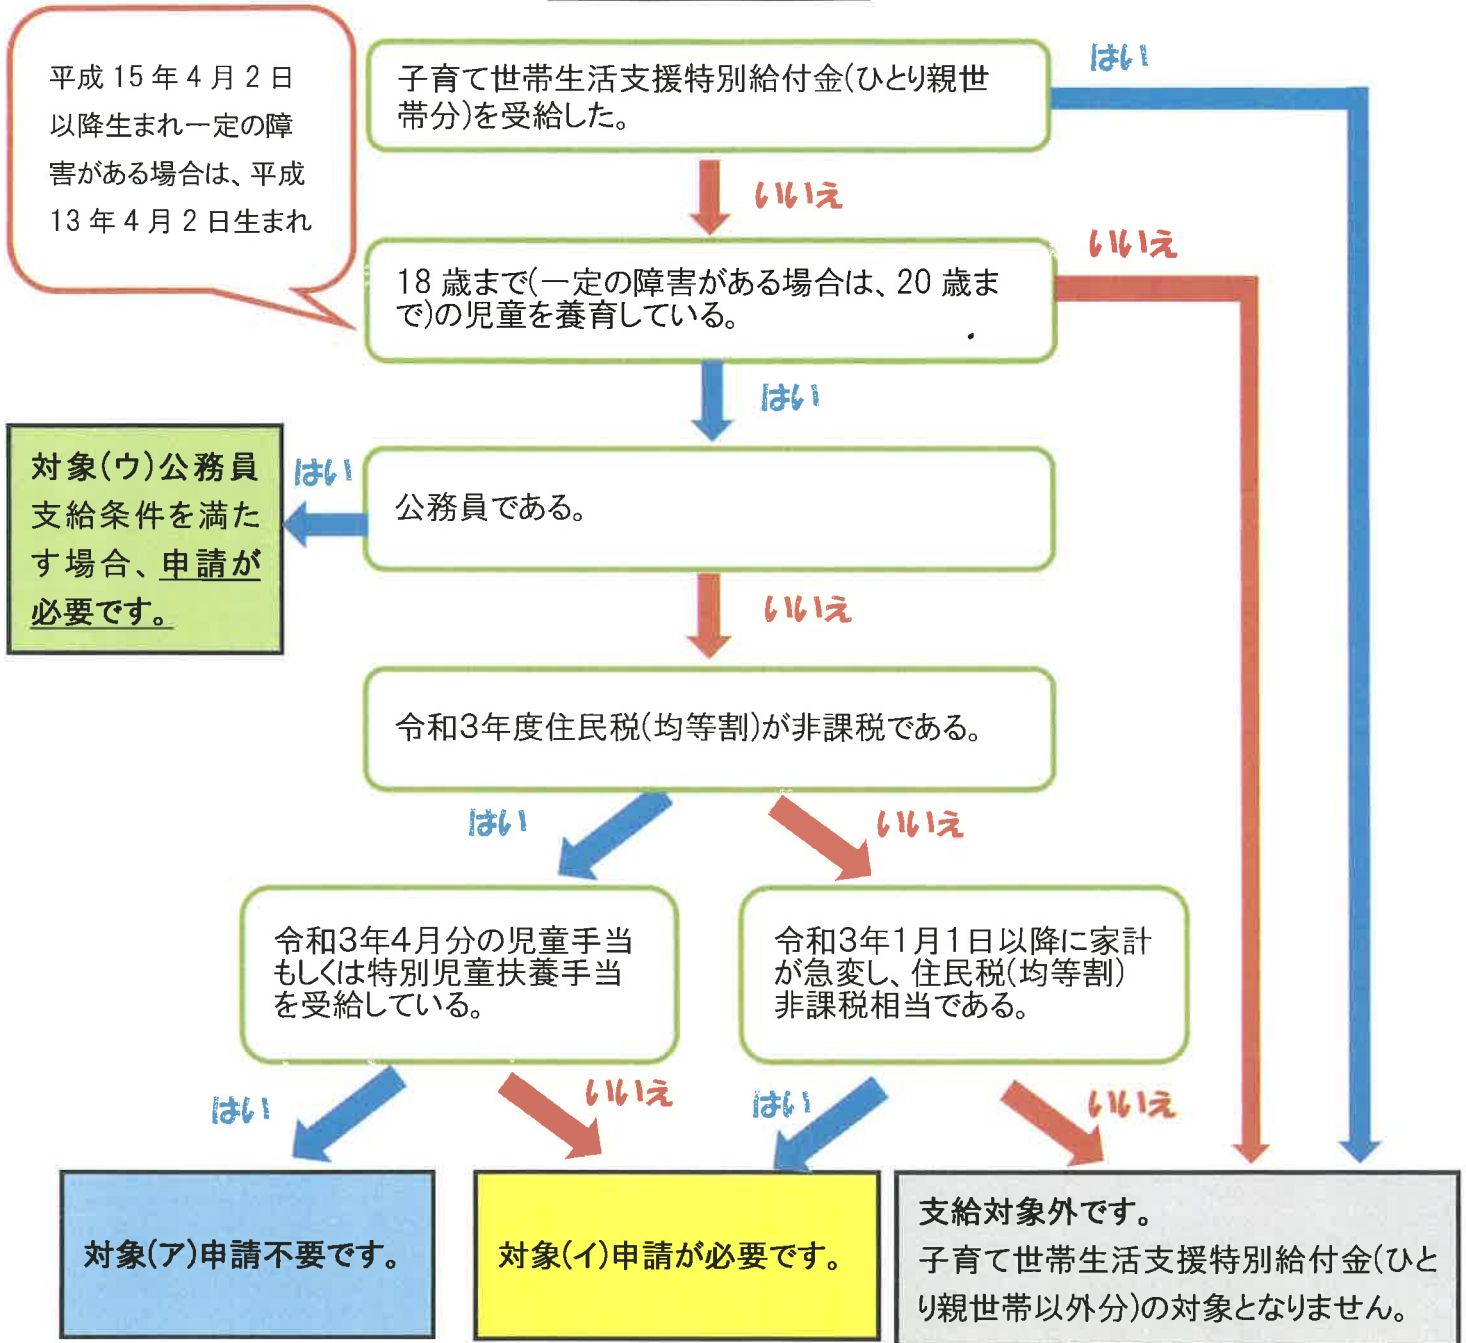 平成 15 年 4 月 2 日
以降生まれ一定の障
害がある場合は、平成
13 年 4 月 2 日生まれ
子育て世帯生活支援特別給付金(ひとり親世
帯分)を受給した。
はい
いいえ
18 歳まで(一定の障害がある場合は、20 歳ま
で)の児童を養育している。
いいえ
はい
対象(ウ)公務員
支給条件を満た
す場合、申請が
必要です。
はい
公務員である。
いいえ
令和3年度住民税(均等割)が非課税である。
はい
いいえ
令和3年4月分の児童手当
もしくは特別児童扶養手当
を受給している。
令和3年1月1日以降に家計
が急変し、住民税(均等割)
非課税相当である。
はい
いいえ
はい
いいえ
対象(ア)申請不要です。
対象(イ)申請が必要です。
支給対象外です。
子育て世帯生活支援特別給付金(ひと
り親世帯以外分)の対象となりません。